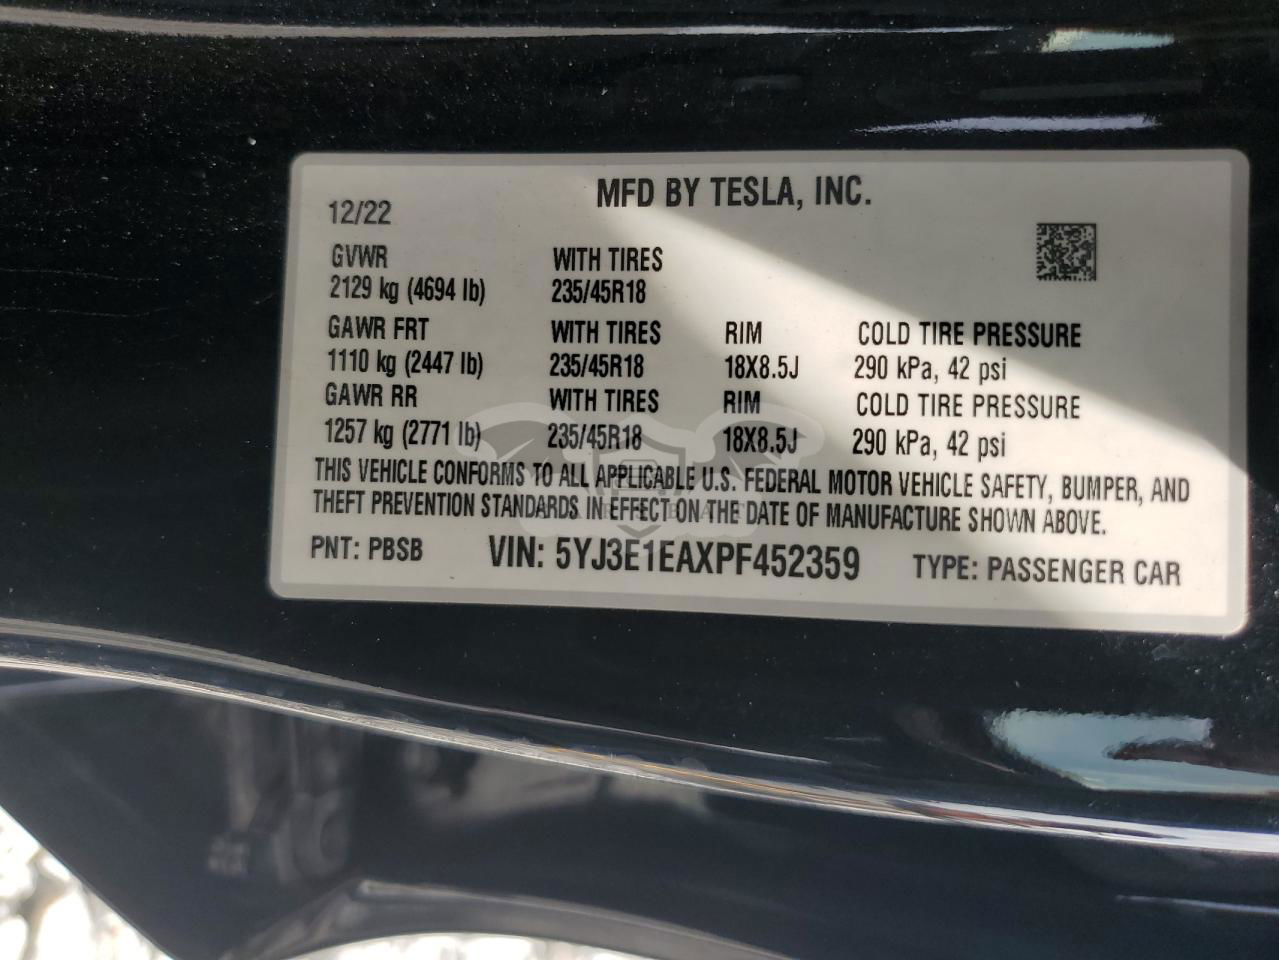 MFD BY TESLA, INC.
12/22
GVWR WITH TIRES
2129 kg (4694 lb) 235/45R18
GAWR FRT WITH TIRES RIM COLD TIRE PRESSURE
1110 kg (2447 lb) 235/45R18 18X8.5J 290 kPa, 42 psi
GAWR RR WITH TIRES RIM COLD TIRE PRESSURE
1257 kg (2771 lb) 235/45R18 18X8.5J 290 kPa, 42 psi
THIS VEHICLE CONFORMS TO ALL APPLICABLE U.S. FEDERAL MOTOR VEHICLE SAFETY, BUMPER, AND
THEFT PREVENTION STANDARDS IN EFFECT ON THE DATE OF MANUFACTURE SHOWN ABOVE.
PNT: PBSB VIN: 5YJ3E1EAXPF452359 TYPE: PASSENGER CAR